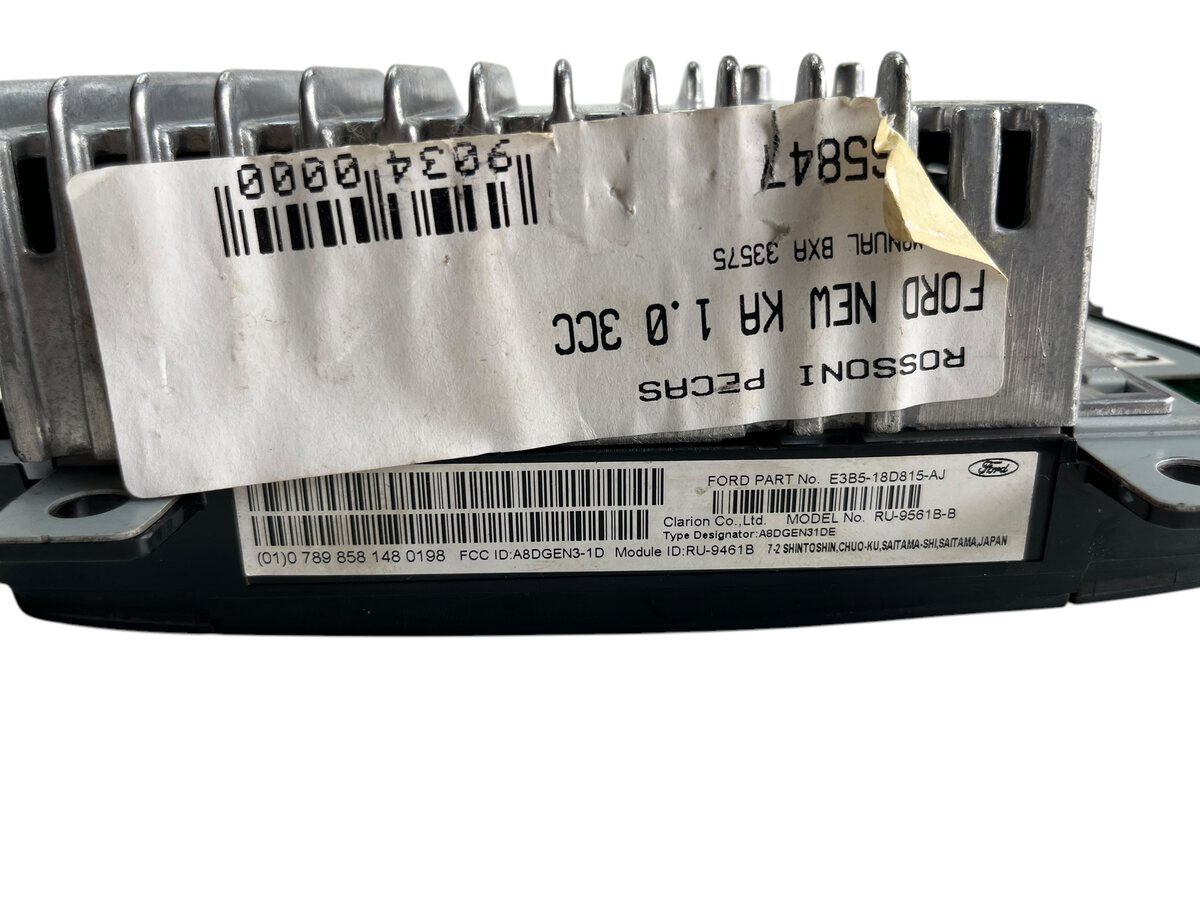 ROSSONI PECAS
FORD NEW KA 1.0 3CC
MANUAL BXA 33575
FORD PART No. E3B5-18D815-AJ
Ford
Clarion Co.,Ltd. MODEL No. RU-9561B-B
Type Designator:A8DGEN31DE
(01)0 789 858 148 0198 FCC ID:A8DGEN3-1D Module ID:RU-9461B 7-2 SHINTOSHIN,CHUO-KU,SAITAMA-SHI,SAITAMA,JAPAN